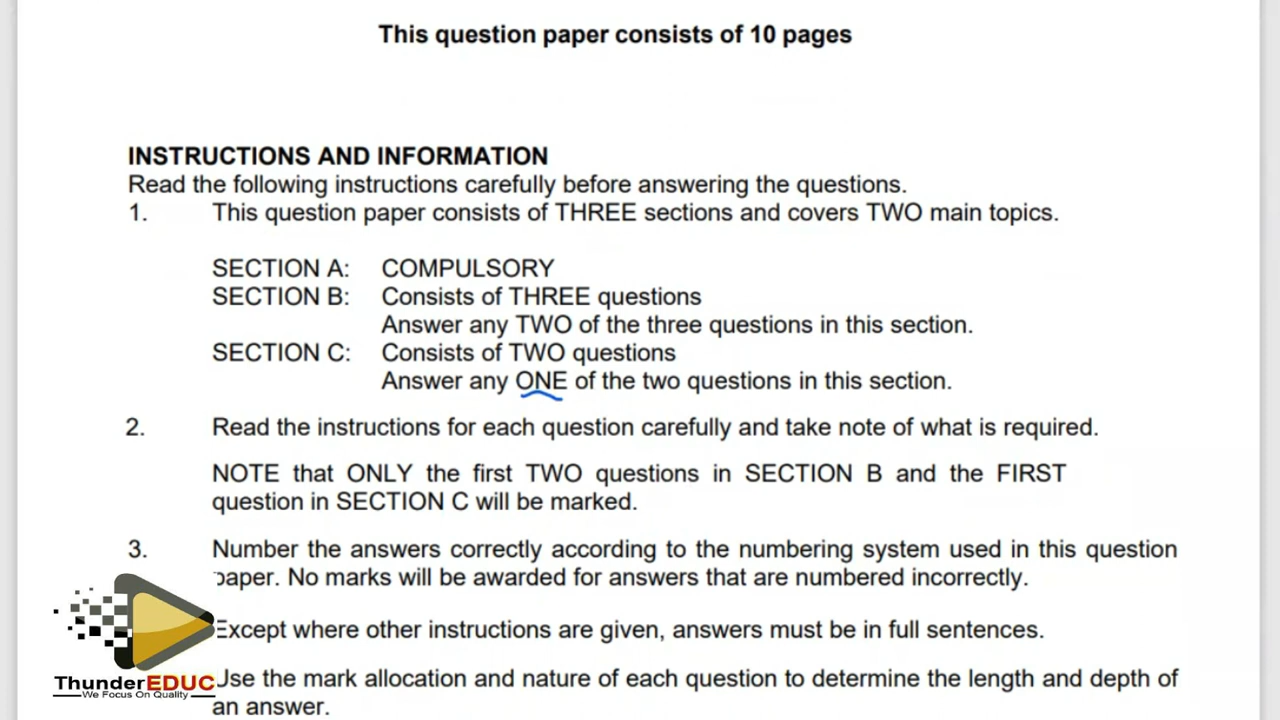 This question paper consists of 10 pages
INSTRUCTIONS AND INFORMATION
Read the following instructions carefully before answering the questions.
1. This question paper consists of THREE sections and covers TWO main topics.
SECTION A: COMPULSORY
SECTION B: Consists of THREE questions
Answer any TWO of the three questions in this section.
SECTION C: Consists of TWO questions
Answer any ONE of the two questions in this section.
2. Read the instructions for each question carefully and take note of what is required.
NOTE that ONLY the first TWO questions in SECTION B and the FIRST
question in SECTION C will be marked.
3. Number the answers correctly according to the numbering system used in this question
paper. No marks will be awarded for answers that are numbered incorrectly.
Except where other instructions are given, answers must be in full sentences.
Use the mark allocation and nature of each question to determine the length and depth of
an answer.
ThunderEDUC
We Focus On Quality